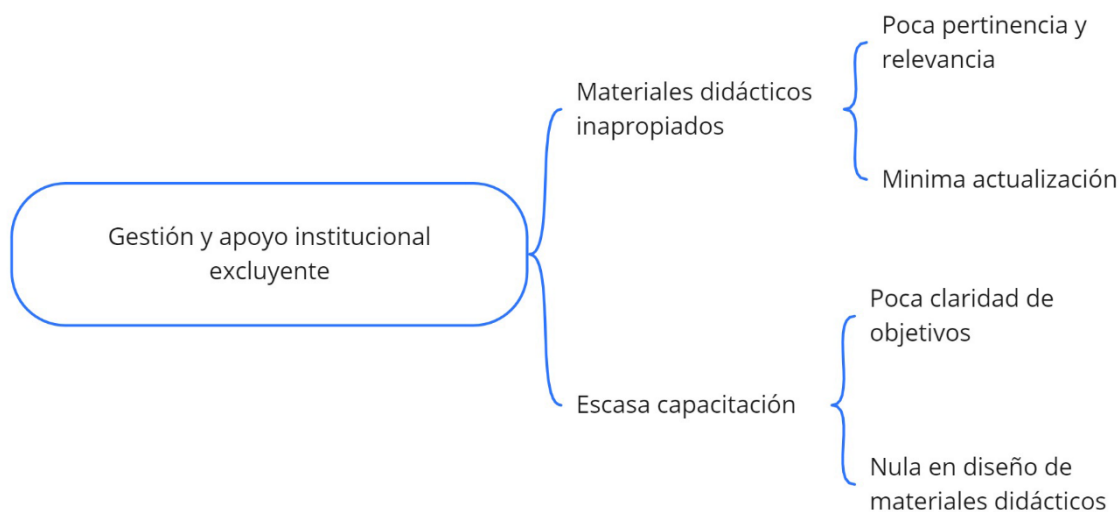 Gestión y apoyo institucional
excluyente
Materiales didácticos
inapropiados
Poca pertinencia y
relevancia
Minima actualización
Escasa capacitación
Poca claridad de
objetivos
Nula en diseño de
materiales didácticos